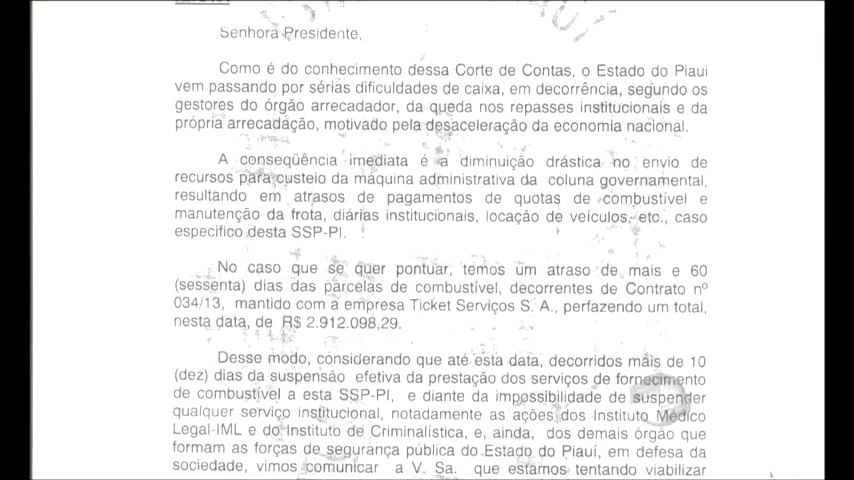 Senhora Presidente,
Como é do conhecimento dessa Corte de Contas, o Estado do Piaui
vem passando por sérias dificuldades de caixa, em decorrência, segundo os
gestores do órgão arrecadador, da queda nos repasses institucionais e da
própria arrecadação, motivado pela desaceleração da economia nacional.
A conseqüência imediata é a diminuição drástica no envio de
recursos para custeio da máquina administrativa da coluna governamental,
resultando em atrasos de pagamentos de quotas de combustível e
manutenção da frota, diárias institucionais, locação de veículos, etc., caso
especifico desta SSP-PI.
No caso que se quer pontuar, temos um atraso de mais e 60
(sessenta) dias das parcelas de combustível, decorrentes de Contrato nº
034/13, mantido com a empresa Ticket Serviços S. A., perfazendo um total,
nesta data, de R$ 2.912.098,29.
Desse modo, considerando que até esta data, decorridos mais de 10
(dez) dias da suspensão efetiva da prestação dos serviços de fornecimento
de combustível a esta SSP-PI, e diante da impossibilidade de suspender
qualquer serviço institucional, notadamente as ações dos Instituto Médico
Legal-IML e do Instituto de Criminalística, e, ainda, dos demais órgão que
formam as forças de segurança pública do Estado do Piauí, em defesa da
sociedade, vimos comunicar a V. Sa. que estamos tentando viabilizar